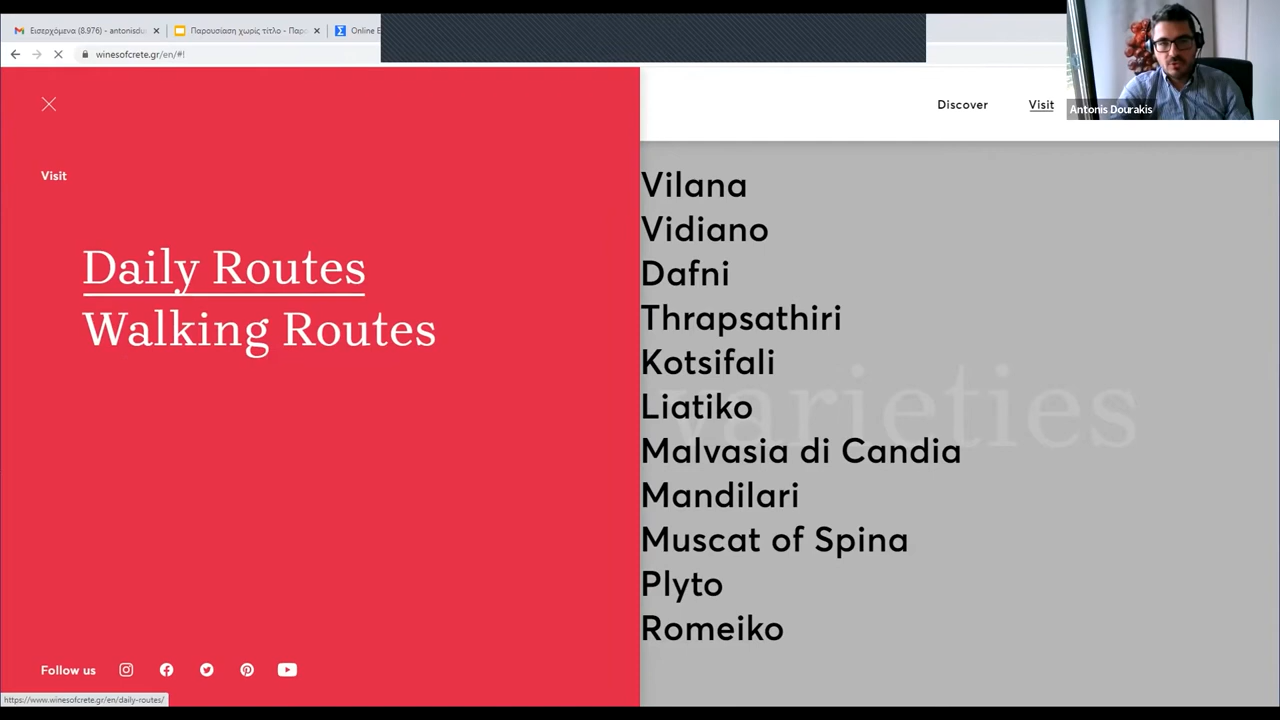 Εισερχόμενα (8.976) - antonisdu
Παρουσίαση χωρίς τίτλο - Παρο
Online E
winesofcrete.gr/en/#!
Antonis Dourakis
Discover
Visit
Visit
Daily Routes
Walking Routes
Vilana
Vidiano
Dafni
Thrapsathiri
Kotsifali
Liatiko
Malvasia di Candia
Mandilari
Muscat of Spina
Plyto
Romeiko
varieties
Follow us
https://www.winesofcrete.gr/en/daily-routes/